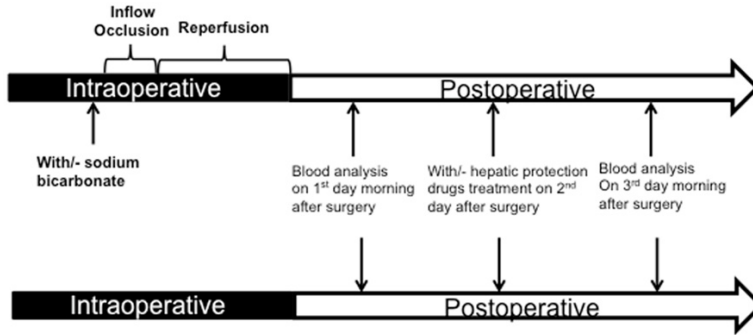 Inflow
Occlusion
Reperfusion
Intraoperative
Postoperative
With/- sodium
bicarbonate
Blood analysis
on 1st day morning
after surgery
With/- hepatic protection
drugs treatment on 2nd
day after surgery
Blood analysis
On 3rd day morning
after surgery
Intraoperative
Postoperative